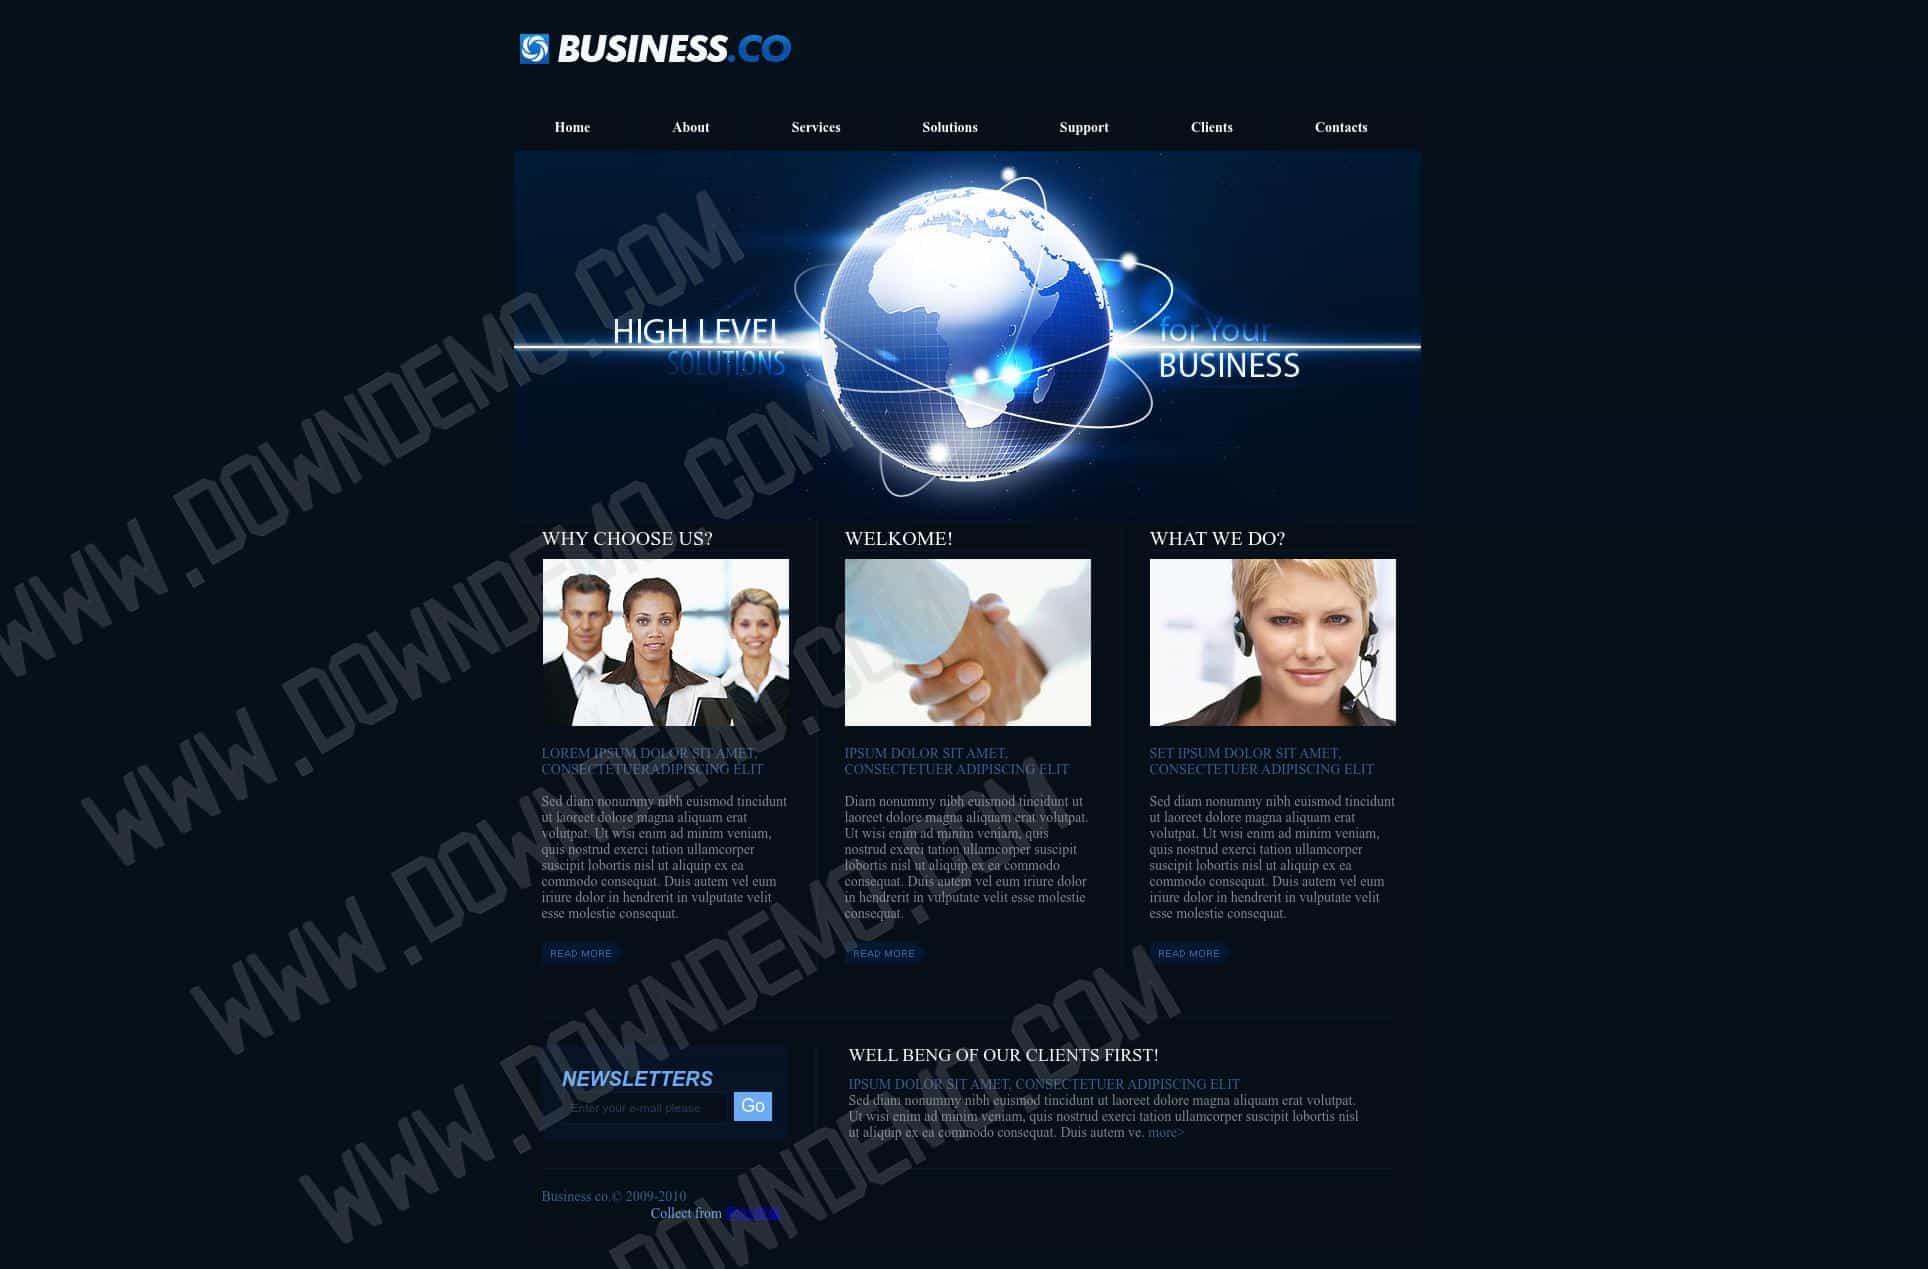 BUSINESS.CO
Home About Services Solutions Support Clients Contacts
HIGH LEVEL
SOLUTIONS
for Your
BUSINESS
WHY CHOOSE US?
LOREM IPSUM DOLOR SIT AMET,
CONSECTETUERADIPISCING ELIT
Sed diam nonummy nibh euismod tincidunt
ut laoreet dolore magna aliquam erat
volutpat. Ut wisi enim ad minim veniam,
quis nostrud exerci tation ullamcorper
suscipit lobortis nisl ut aliquip ex ea
commodo consequat. Duis autem vel eum
iriure dolor in hendrerit in vulputate velit
esse molestie consequat.
READ MORE
WELKOME!
IPSUM DOLOR SIT AMET,
CONSECTETUER ADIPISCING ELIT
Diam nonummy nibh euismod tincidunt ut
laoreet dolore magna aliquam erat volutpat.
Ut wisi enim ad minim veniam, quis
nostrud exerci tation ullamcorper suscipit
lobortis nisl ut aliquip ex ea commodo
consequat. Duis autem vel eum iriure dolor
in hendrerit in vulputate velit esse molestie
consequat.
READ MORE
WHAT WE DO?
SET IPSUM DOLOR SIT AMET,
CONSECTETUER ADIPISCING ELIT
Sed diam nonummy nibh euismod tincidunt
ut laoreet dolore magna aliquam erat
volutpat. Ut wisi enim ad minim veniam,
quis nostrud exerci tation ullamcorper
suscipit lobortis nisl ut aliquip ex ea
commodo consequat. Duis autem vel eum
iriure dolor in hendrerit in vulputate velit
esse molestie consequat.
READ MORE
NEWSLETTERS
Enter your e-mail please
Go
WELL BENG OF OUR CLIENTS FIRST!
IPSUM DOLOR SIT AMET, CONSECTETUER ADIPISCING ELIT
Sed diam nonummy nibh euismod tincidunt ut laoreet dolore magna aliquam erat volutpat.
Ut wisi enim ad minim veniam, quis nostrud exerci tation ullamcorper suscipit lobortis nisl
ut aliquip ex ea commodo consequat. Duis autem ve. more>
Business co.© 2009-2010
Collect from
WWW.DOWNDEMO.COM
WWW.DOWNDEMO.COM
WWW.DOWNDEMO.COM
WWW.DOWNDEMO.COM
DOWNDEMO.COM